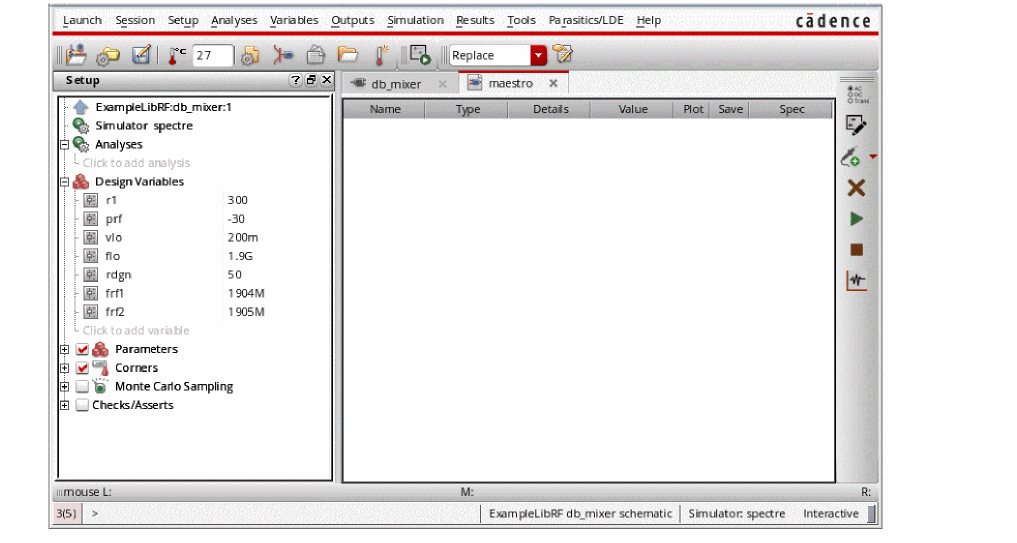 Launch Session Setup Analyses Variables Outputs Simulation Results Tools Parasitics/LDE Help cādence
°C 27 Replace
Setup
db_mixer maestro
ExampleLibRF:db_mixer:1
Simulator spectre
Analyses
Click to add analysis
Design Variables
r1 300
prf -30
vlo 200m
flo 1.9G
rdgn 50
frf1 1904M
frf2 1905M
Click to add variable
Parameters
Corners
Monte Carlo Sampling
Checks/Asserts
Name Type Details Value Plot Save Spec
AC
DC
Trans
mouse L: M: R:
3(5) > ExampleLibRF db_mixer schematic Simulator: spectre Interactive